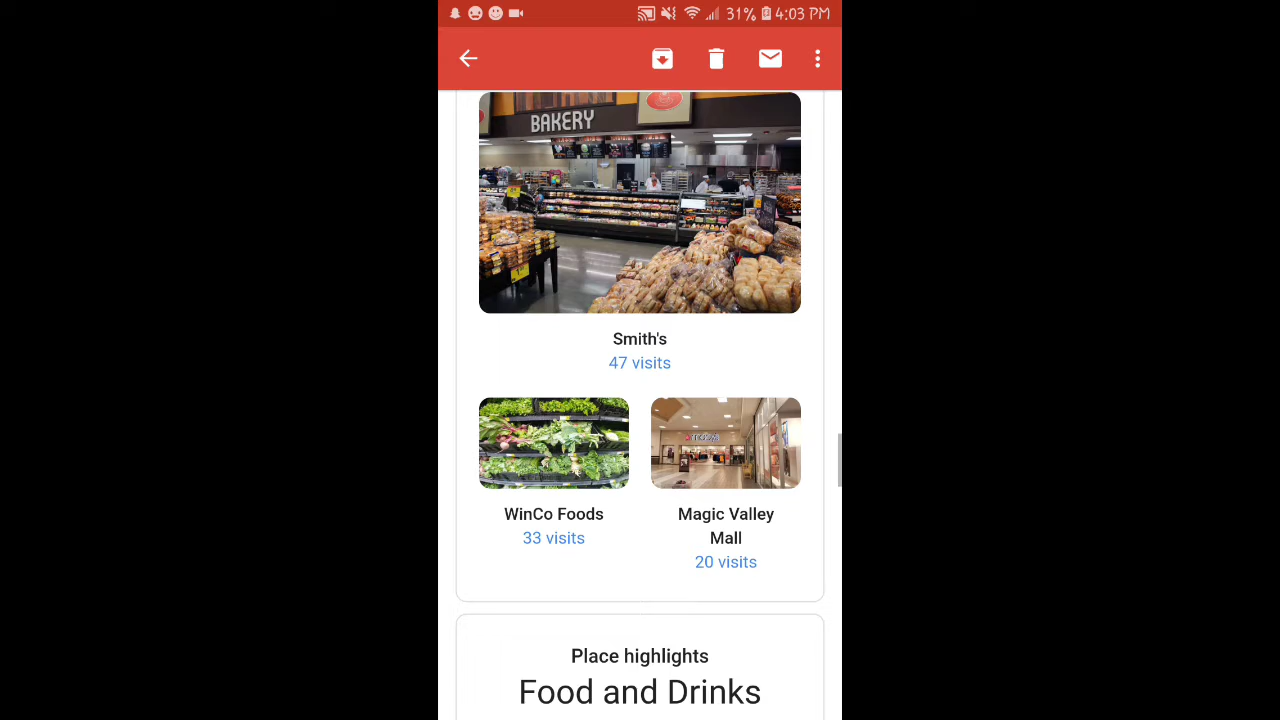 31% 4:03 PM
BAKERY
Smith's
47 visits
WinCo Foods
33 visits
Magic Valley
Mall
20 visits
Place highlights
Food and Drinks